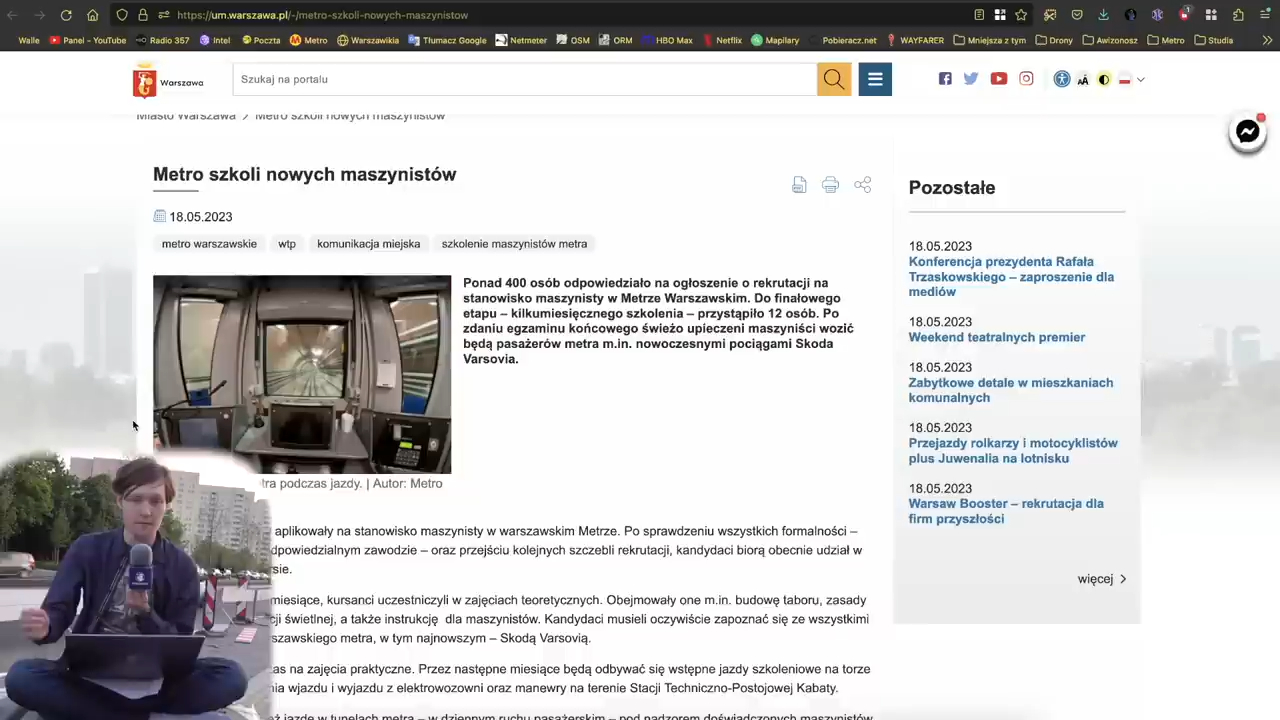 https://um.warszawa.pl/-/metro-szkoli-nowych-maszynistow
Walle
Panel – YouTube
Radio 357
Intel
Poczta
Metro
Warszawikia
Tłumacz Google
Netmeter
OSM
ORM
HBO Max
Netflix
Mapilary
Pobieracz.net
WAYFARER
Mniejsza z tym
Drony
Awizonosz
Metro
Studia
Warszawa
Szukaj na portalu
Miasto Warszawa > Metro szkoli nowych maszynistów
Metro szkoli nowych maszynistów
18.05.2023
metro warszawskie
wtp
komunikacja miejska
szkolenie maszynistów metra
Ponad 400 osób odpowiedziało na ogłoszenie o rekrutacji na
stanowisko maszynisty w Metrze Warszawskim. Do finałowego
etapu – kilkumiesięcznego szkolenia – przystąpiło 12 osób. Po
zdaniu egzaminu końcowego świeżo upieczeni maszyniści wozić
będą pasażerów metra m.in. nowoczesnymi pociągami Skoda
Varsovia.
tra podczas jazdy. | Autor: Metro
aplikowały na stanowisko maszynisty w warszawskim Metrze. Po sprawdzeniu wszystkich formalności –
dpowiedzialnym zawodzie – oraz przejściu kolejnych szczebli rekrutacji, kandydaci biorą obecnie udział w
rsie.
miesiące, kursanci uczestniczyli w zajęciach teoretycznych. Obejmowały one m.in. budowę taboru, zasady
ji świetlnej, a także instrukcję dla maszynistów. Kandydaci musieli oczywiście zapoznać się ze wszystkimi
szawskiego metra, w tym najnowszym – Skodą Varsovią.
as na zajęcia praktyczne. Przez następne miesiące będą odbywać się wstępne jazdy szkoleniowe na torze
nia wjazdu i wyjazdu z elektrowozowni oraz manewry na terenie Stacji Techniczno-Postojowej Kabaty.
eż jazdę w tunelach metra – w dziennym ruchu pasażerskim – pod nadzorem doświadczonych maszynistów
Pozostałe
18.05.2023
Konferencja prezydenta Rafała
Trzaskowskiego – zaproszenie dla
mediów
18.05.2023
Weekend teatralnych premier
18.05.2023
Zabytkowe detale w mieszkaniach
komunalnych
18.05.2023
Przejazdy rolkarzy i motocyklistów
plus Juwenalia na lotnisku
18.05.2023
Warsaw Booster – rekrutacja dla
firm przyszłości
więcej >